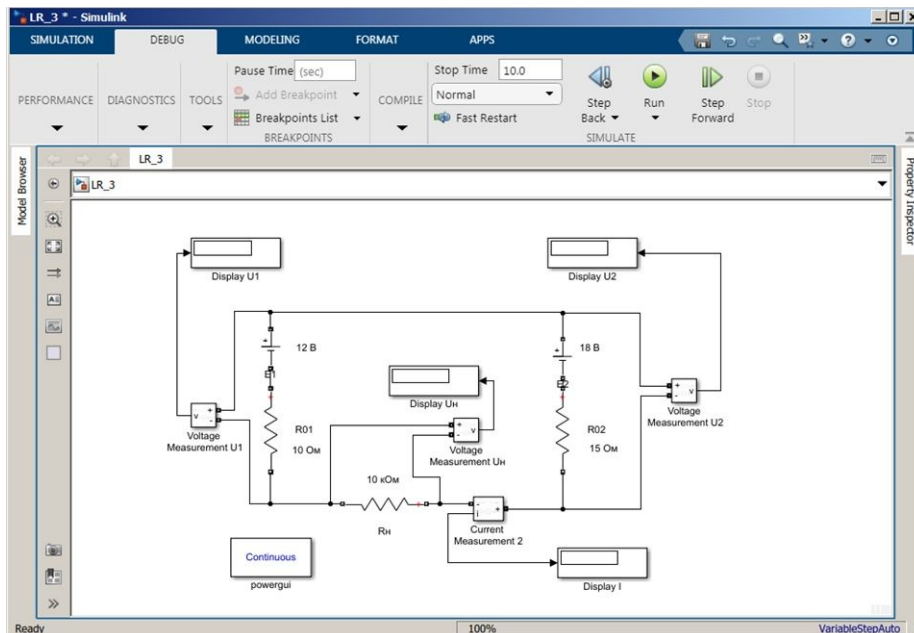 LR_3 * - Simulink
SIMULATION DEBUG MODELING FORMAT APPS
Pause Time (sec)
Add Breakpoint
Breakpoints List
BREAKPOINTS
PERFORMANCE
DIAGNOSTICS
TOOLS
COMPILE
Stop Time 10.0
Normal
Fast Restart
Step Back
Run
Step Forward
Stop
SIMULATE
Model Browser
Property Inspector
LR_3
LR_3
Display U1
Display U2
12 В
18 В
E1
E2
Display Uн
+
-
v
Voltage
Measurement U1
R01
10 Ом
+
-
v
Voltage
Measurement Uн
R02
15 Ом
+
-
v
Voltage
Measurement U2
10 кОм
Rн
-
i
+
Current
Measurement 2
Continuous
powergui
Display I
Ready
100%
VariableStepAuto